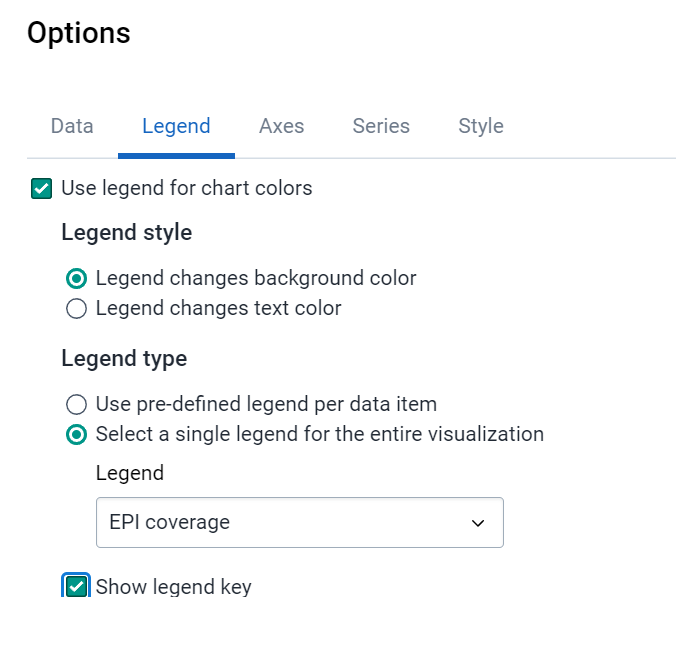 Options
Data Legend Axes Series Style
Use legend for chart colors
Legend style
Legend changes background color
Legend changes text color
Legend type
Use pre-defined legend per data item
Select a single legend for the entire visualization
Legend
EPI coverage
Show legend key